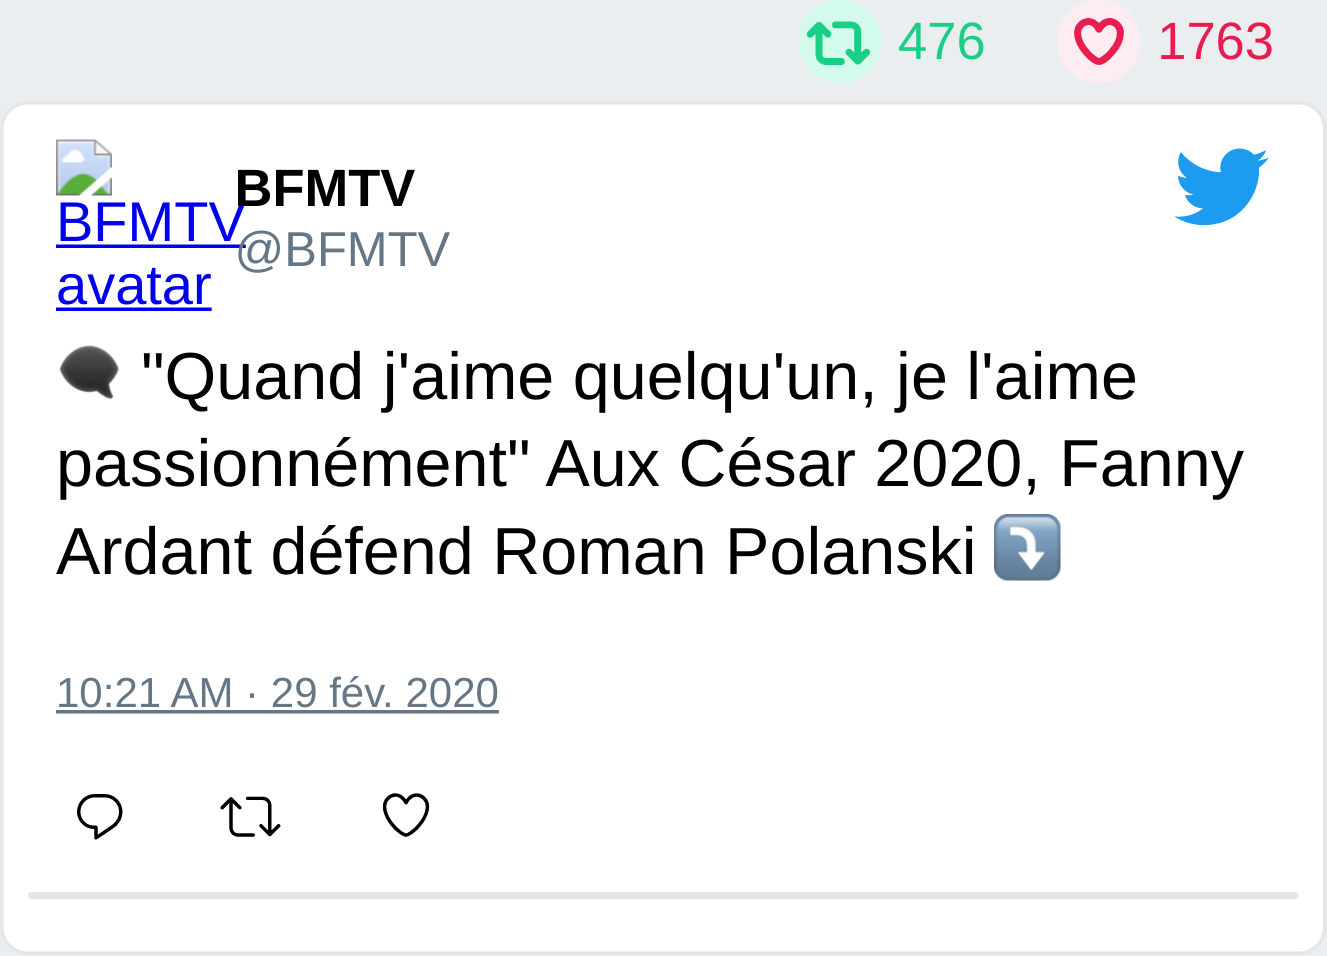 476 1763
BFMTV avatar
BFMTV
@BFMTV
🗨 "Quand j'aime quelqu'un, je l'aime
passionnément" Aux César 2020, Fanny
Ardant défend Roman Polanski ⤵
10:21 AM · 29 fév. 2020